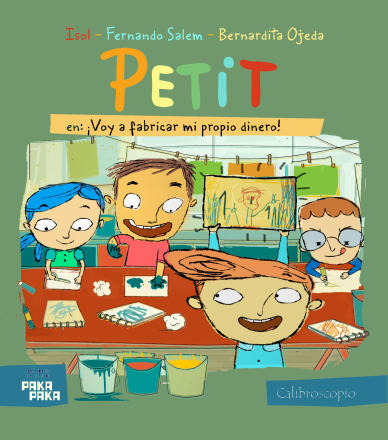 Isol – Fernando Salem – Bernardita Ojeda
PETIT
en: ¡Voy a fabricar mi propio dinero!
PAKA
PAKA
Calibroscopio